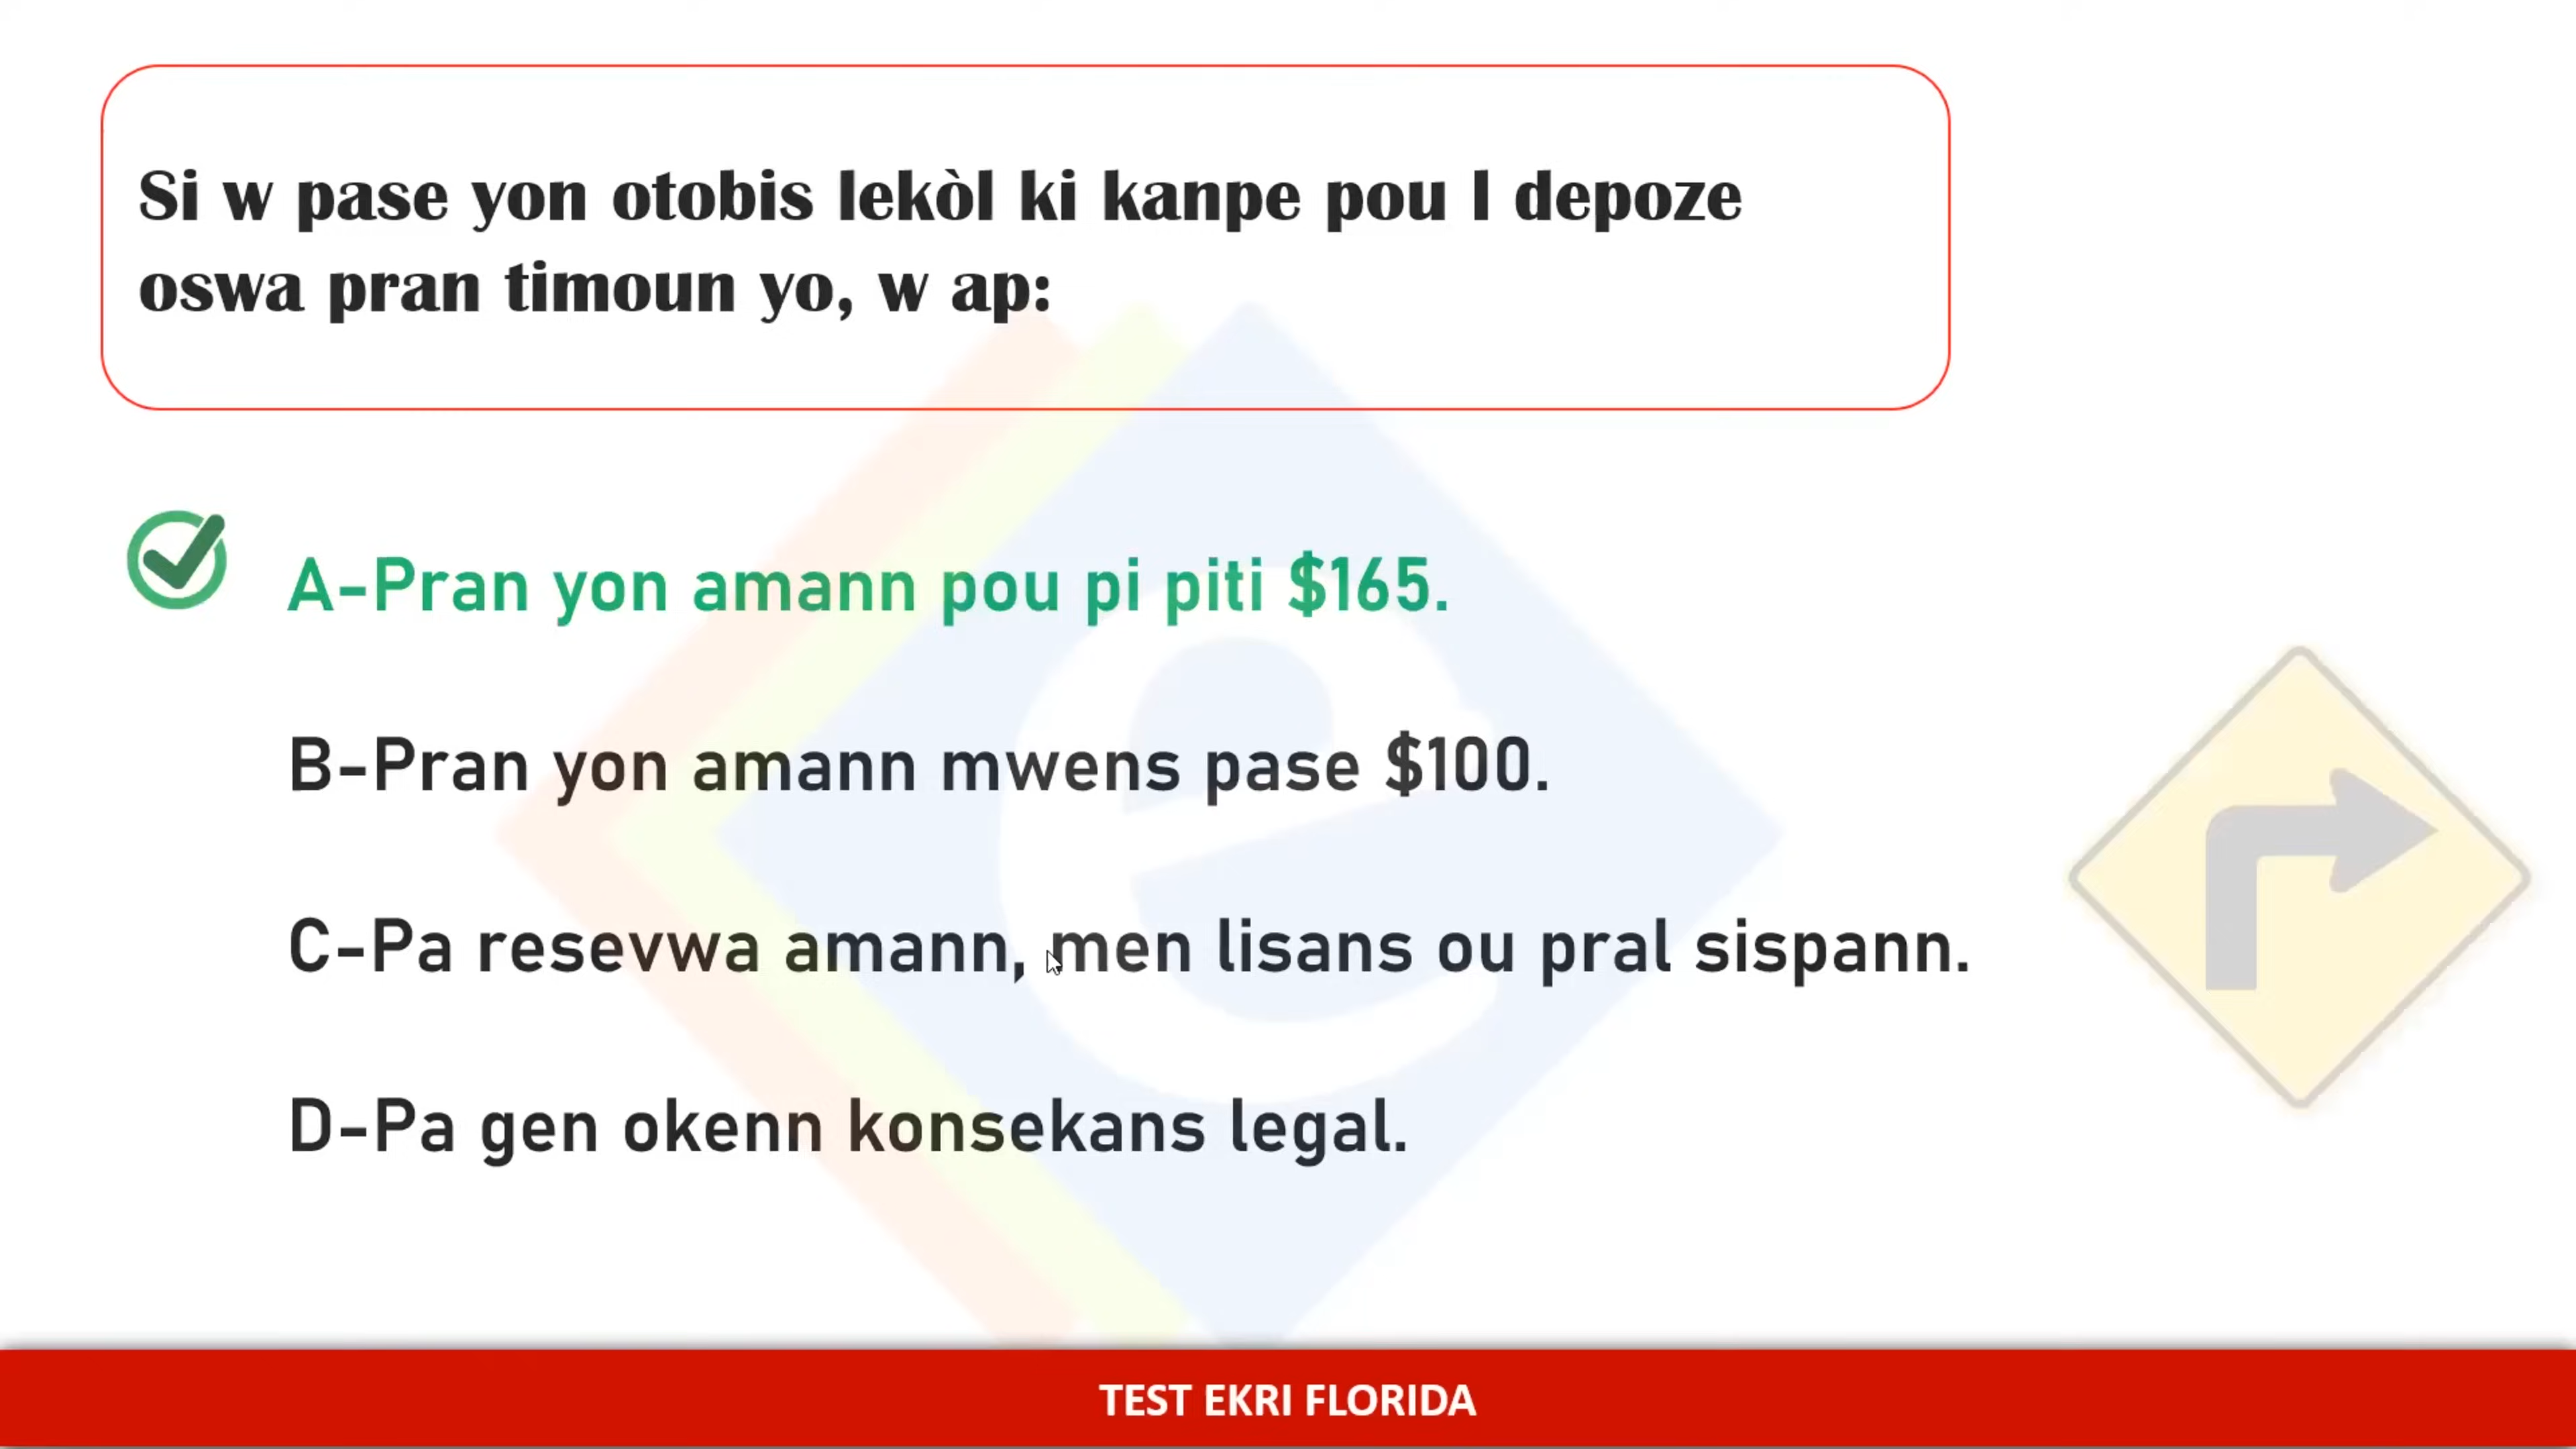 Si w pase yon otobis lekòl ki kanpe pou l depoze
oswa pran timoun yo, w ap:
A-Pran yon amann pou pi piti $165.
B-Pran yon amann mwens pase $100.
C-Pa resevwa amann, men lisans ou pral sispann.
D-Pa gen okenn konsekans legal.
TEST EKRI FLORIDA